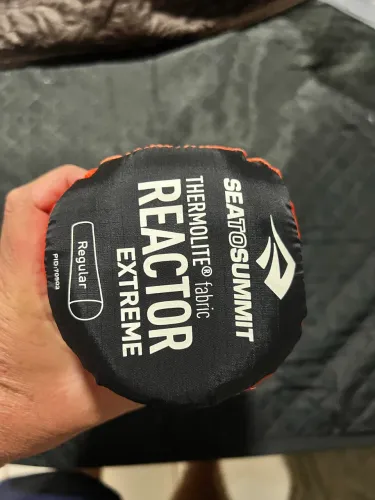 SEATOSUMMIT
THERMOLITE® fabric
REACTOR
EXTREME
Regular